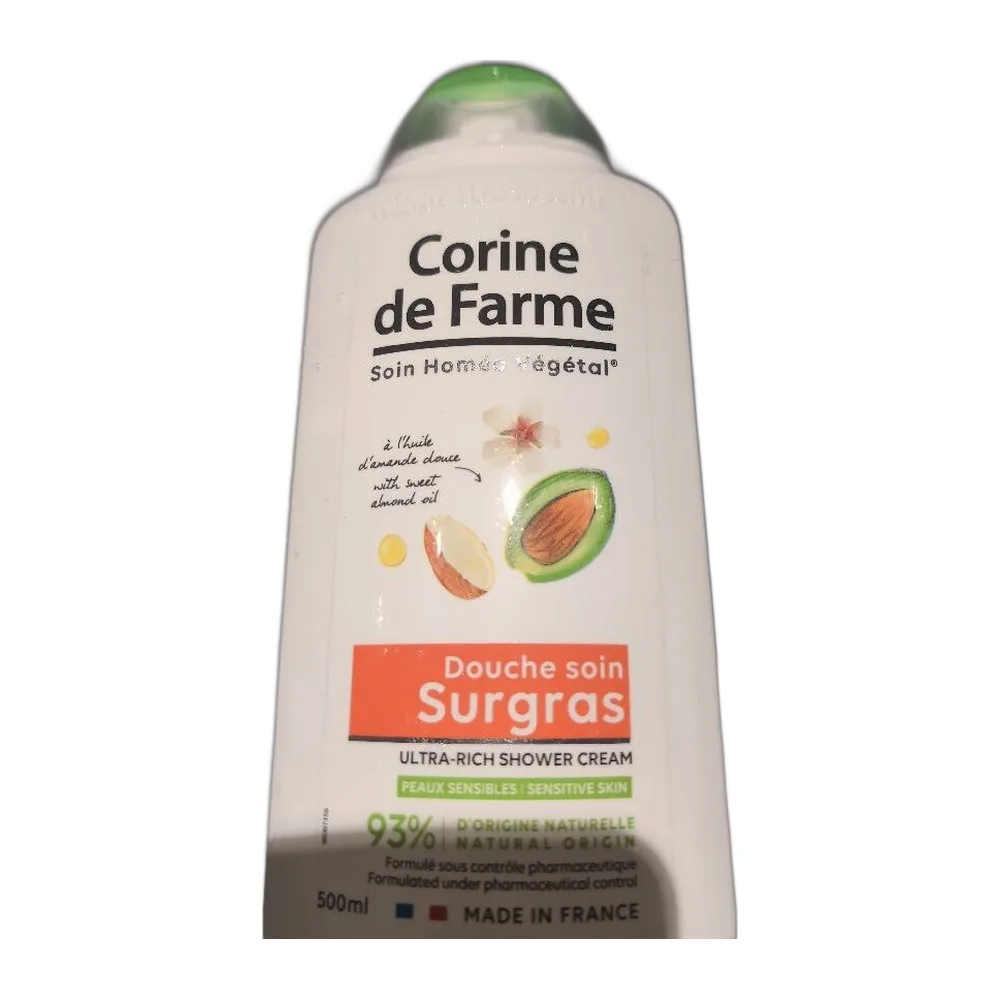 Corine
de Farme
Soin Homéo Végétal®
à l'huile
d'amande douce
with sweet
almond oil
Douche soin
Surgras
ULTRA-RICH SHOWER CREAM
PEAUX SENSIBLES | SENSITIVE SKIN
93% D'ORIGINE NATURELLE
NATURAL ORIGIN
Formulé sous contrôle pharmaceutique
Formulated under pharmaceutical control
500ml MADE IN FRANCE